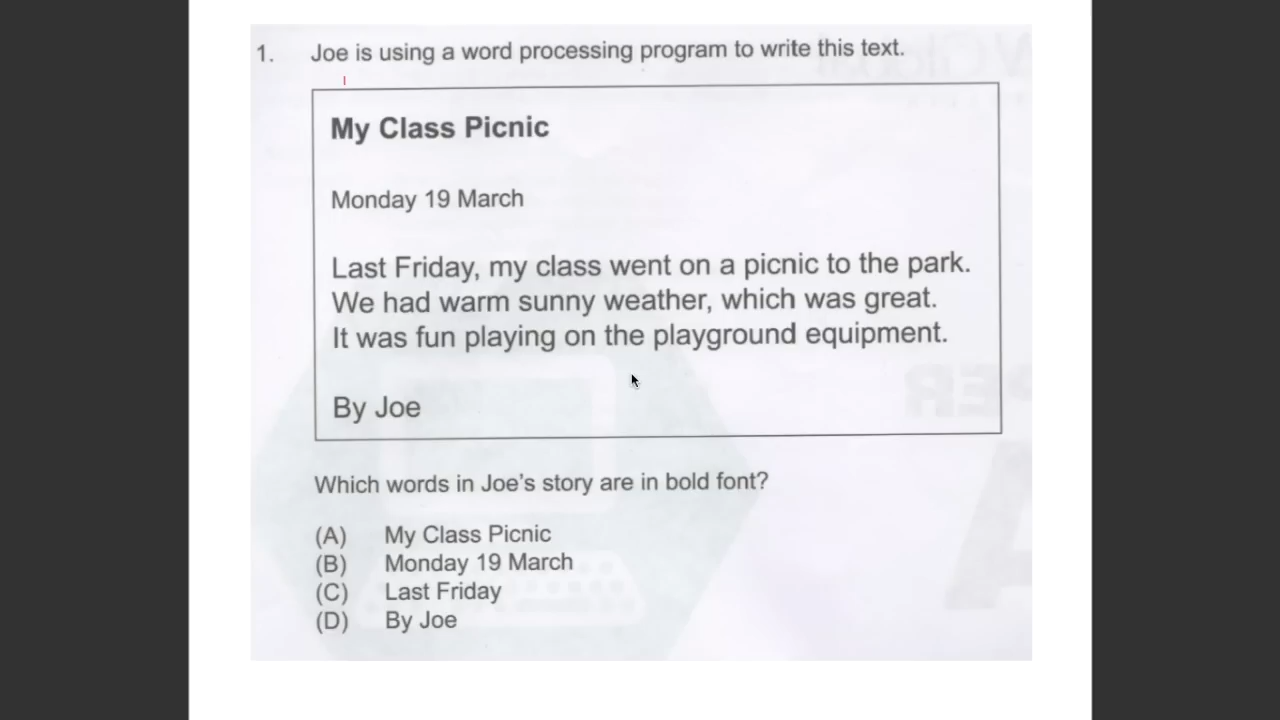 1. Joe is using a word processing program to write this text.
My Class Picnic
Monday 19 March
Last Friday, my class went on a picnic to the park.
We had warm sunny weather, which was great.
It was fun playing on the playground equipment.
By Joe
Which words in Joe's story are in bold font?
(A) My Class Picnic
(B) Monday 19 March
(C) Last Friday
(D) By Joe